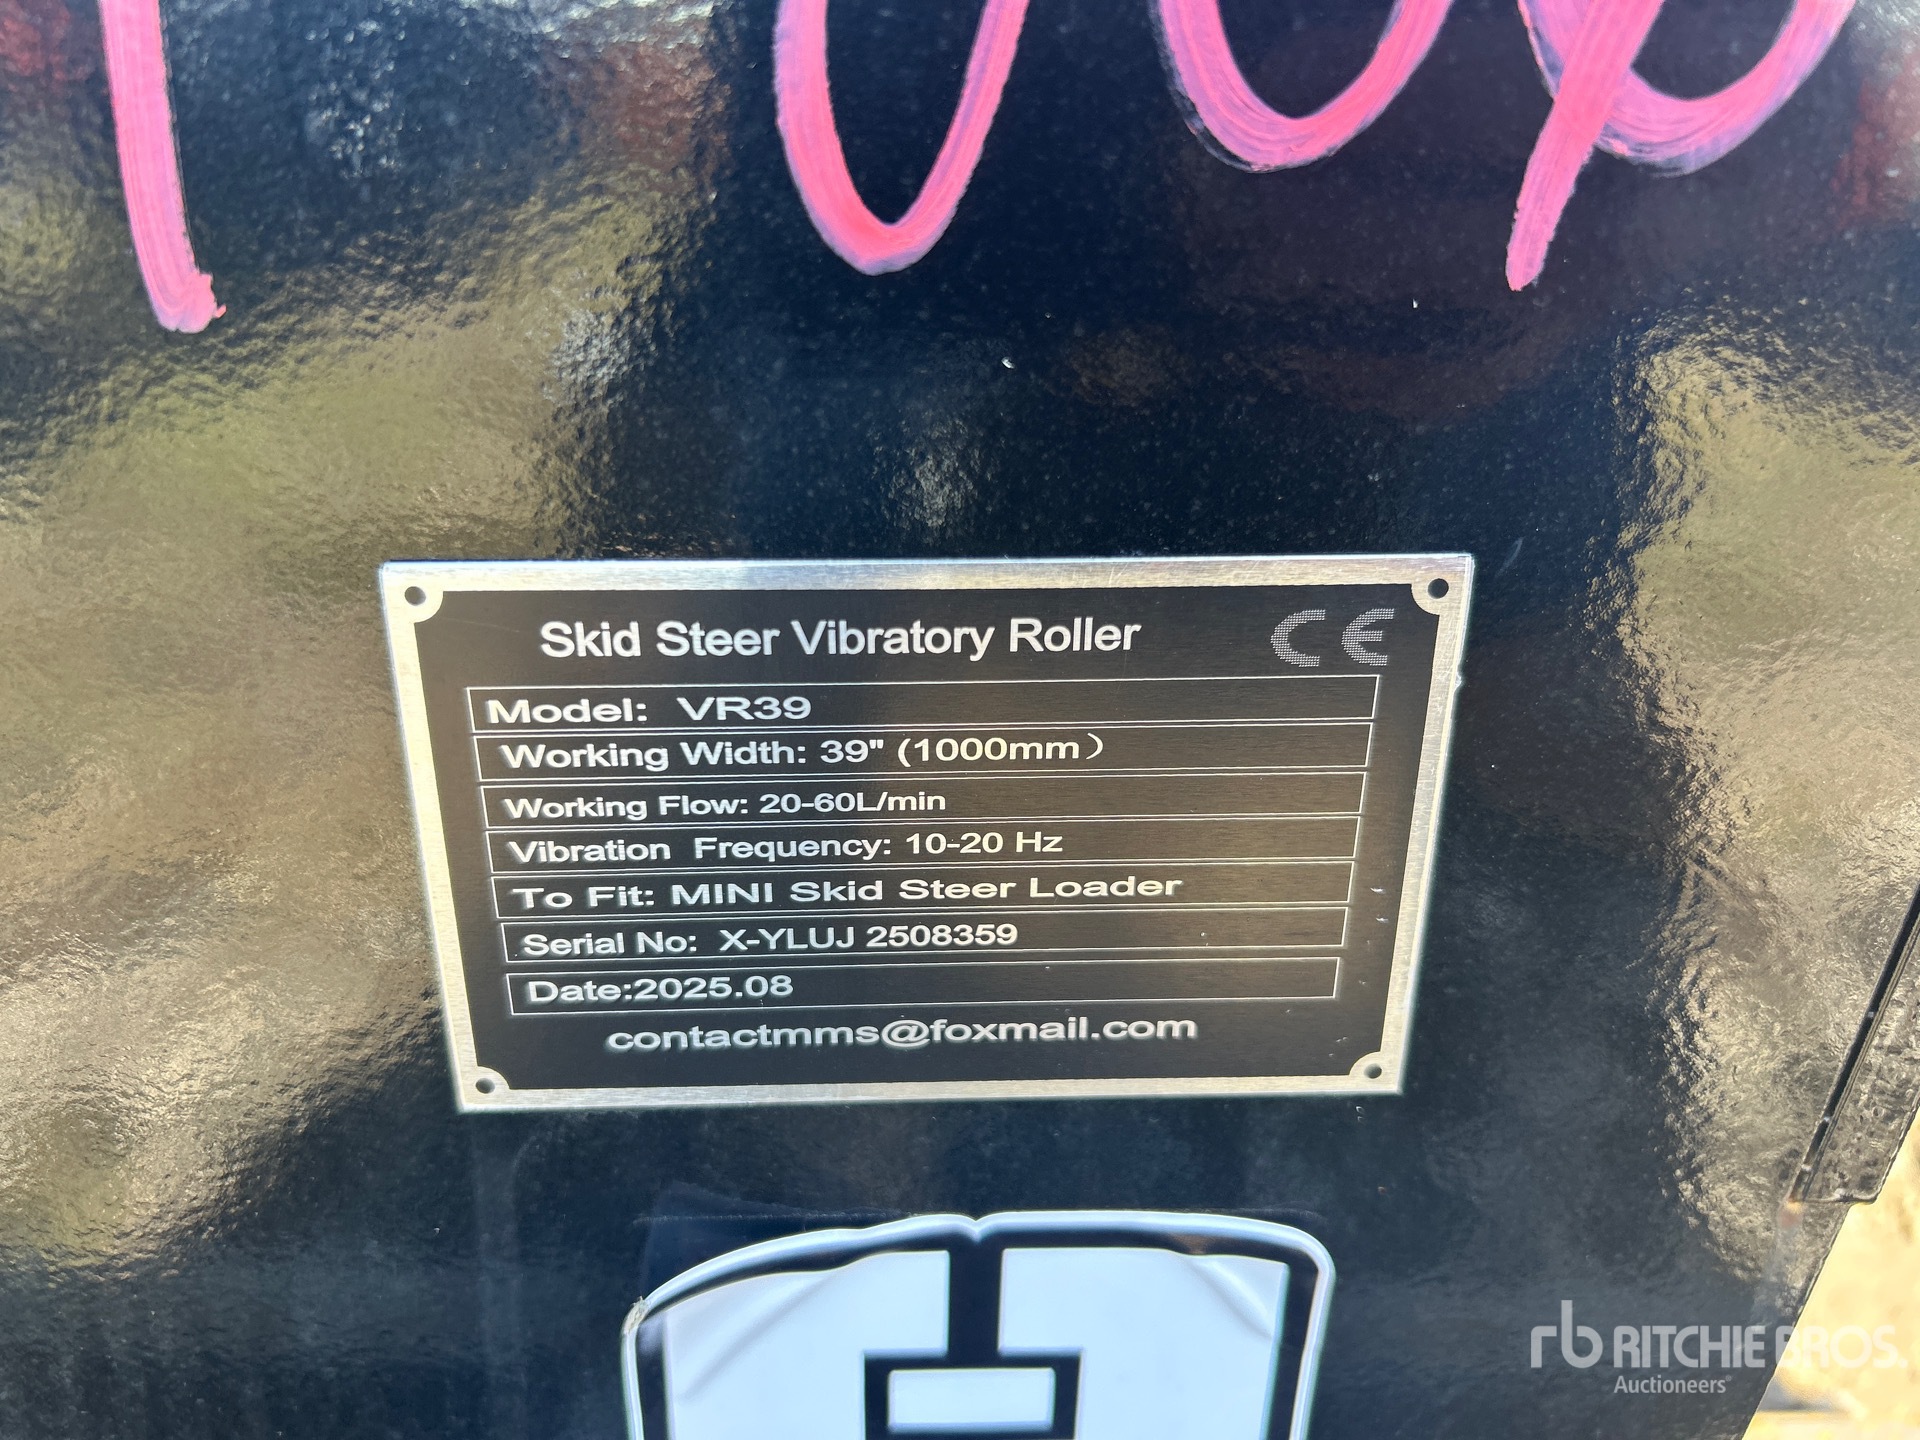 Skid Steer Vibratory Roller CE
Model: VR39
Working Width: 39" (1000mm)
Working Flow: 20-60L/min
Vibration Frequency: 10-20 Hz
To Fit: MINI Skid Steer Loader
Serial No: X-YLUJ 2508359
Date:2025.08
contactmms@foxmail.com
rb RITCHIE BROS.
Auctioneers